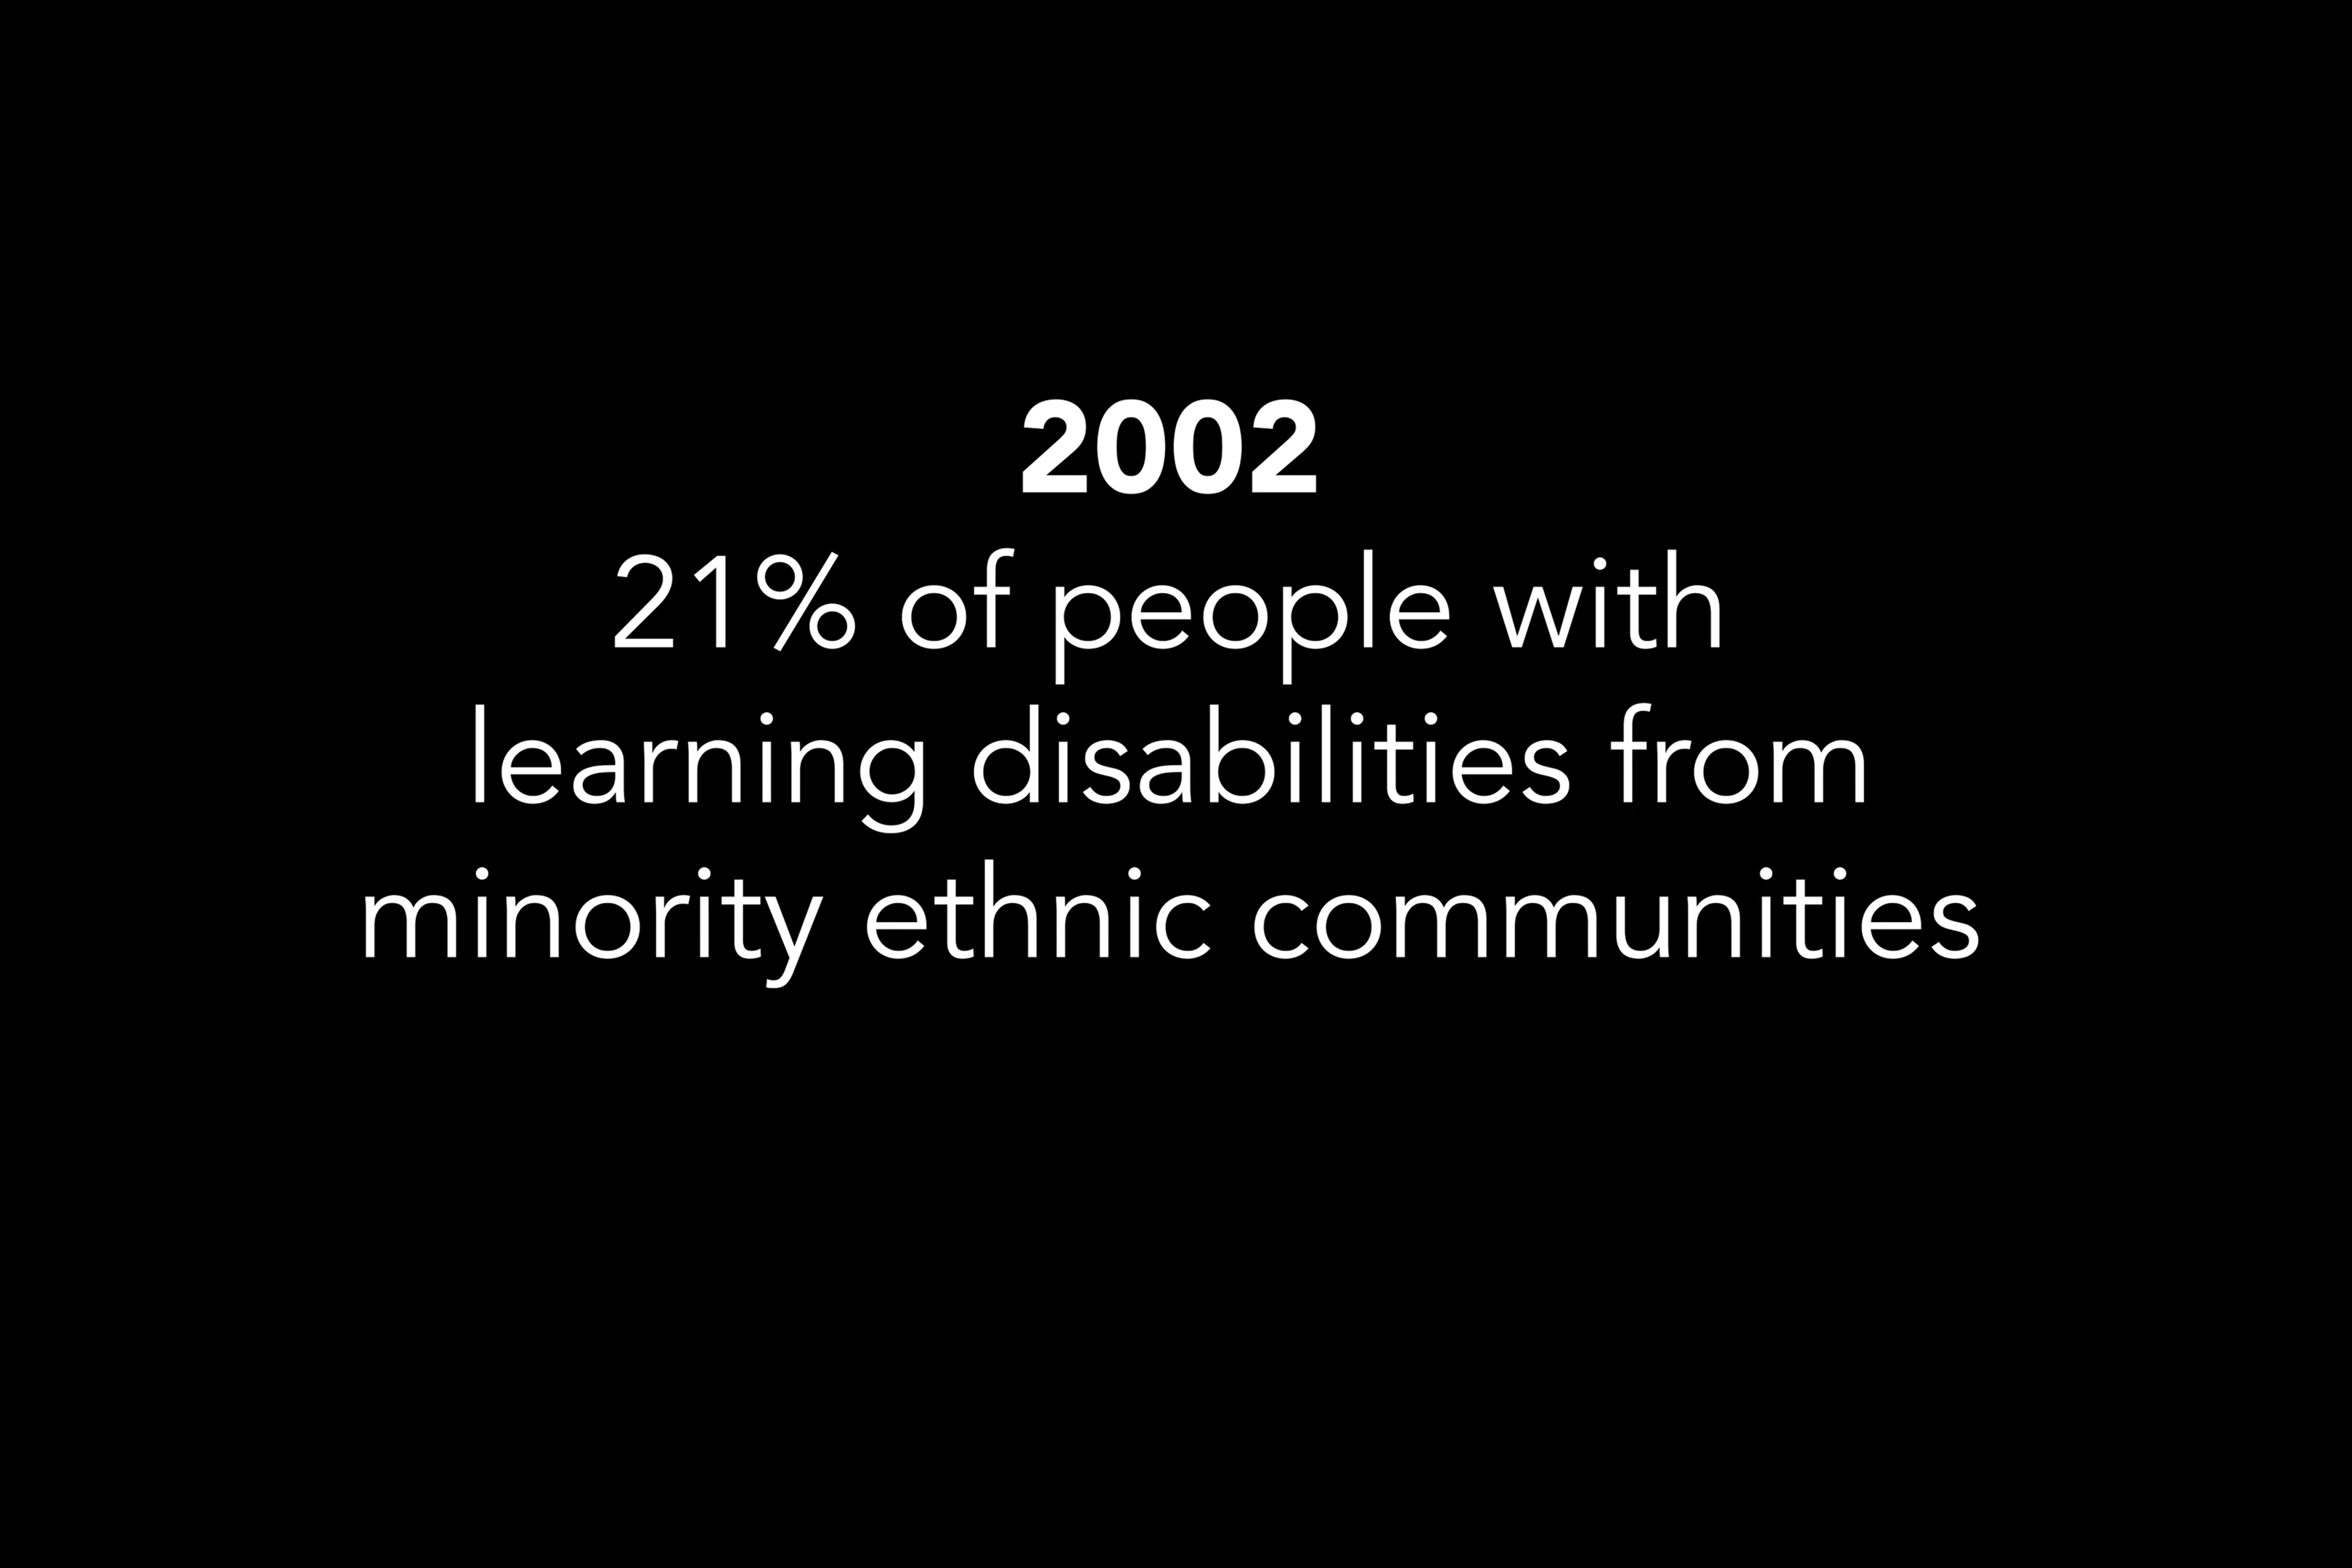 2002
21% of people with
learning disabilities from
minority ethnic communities